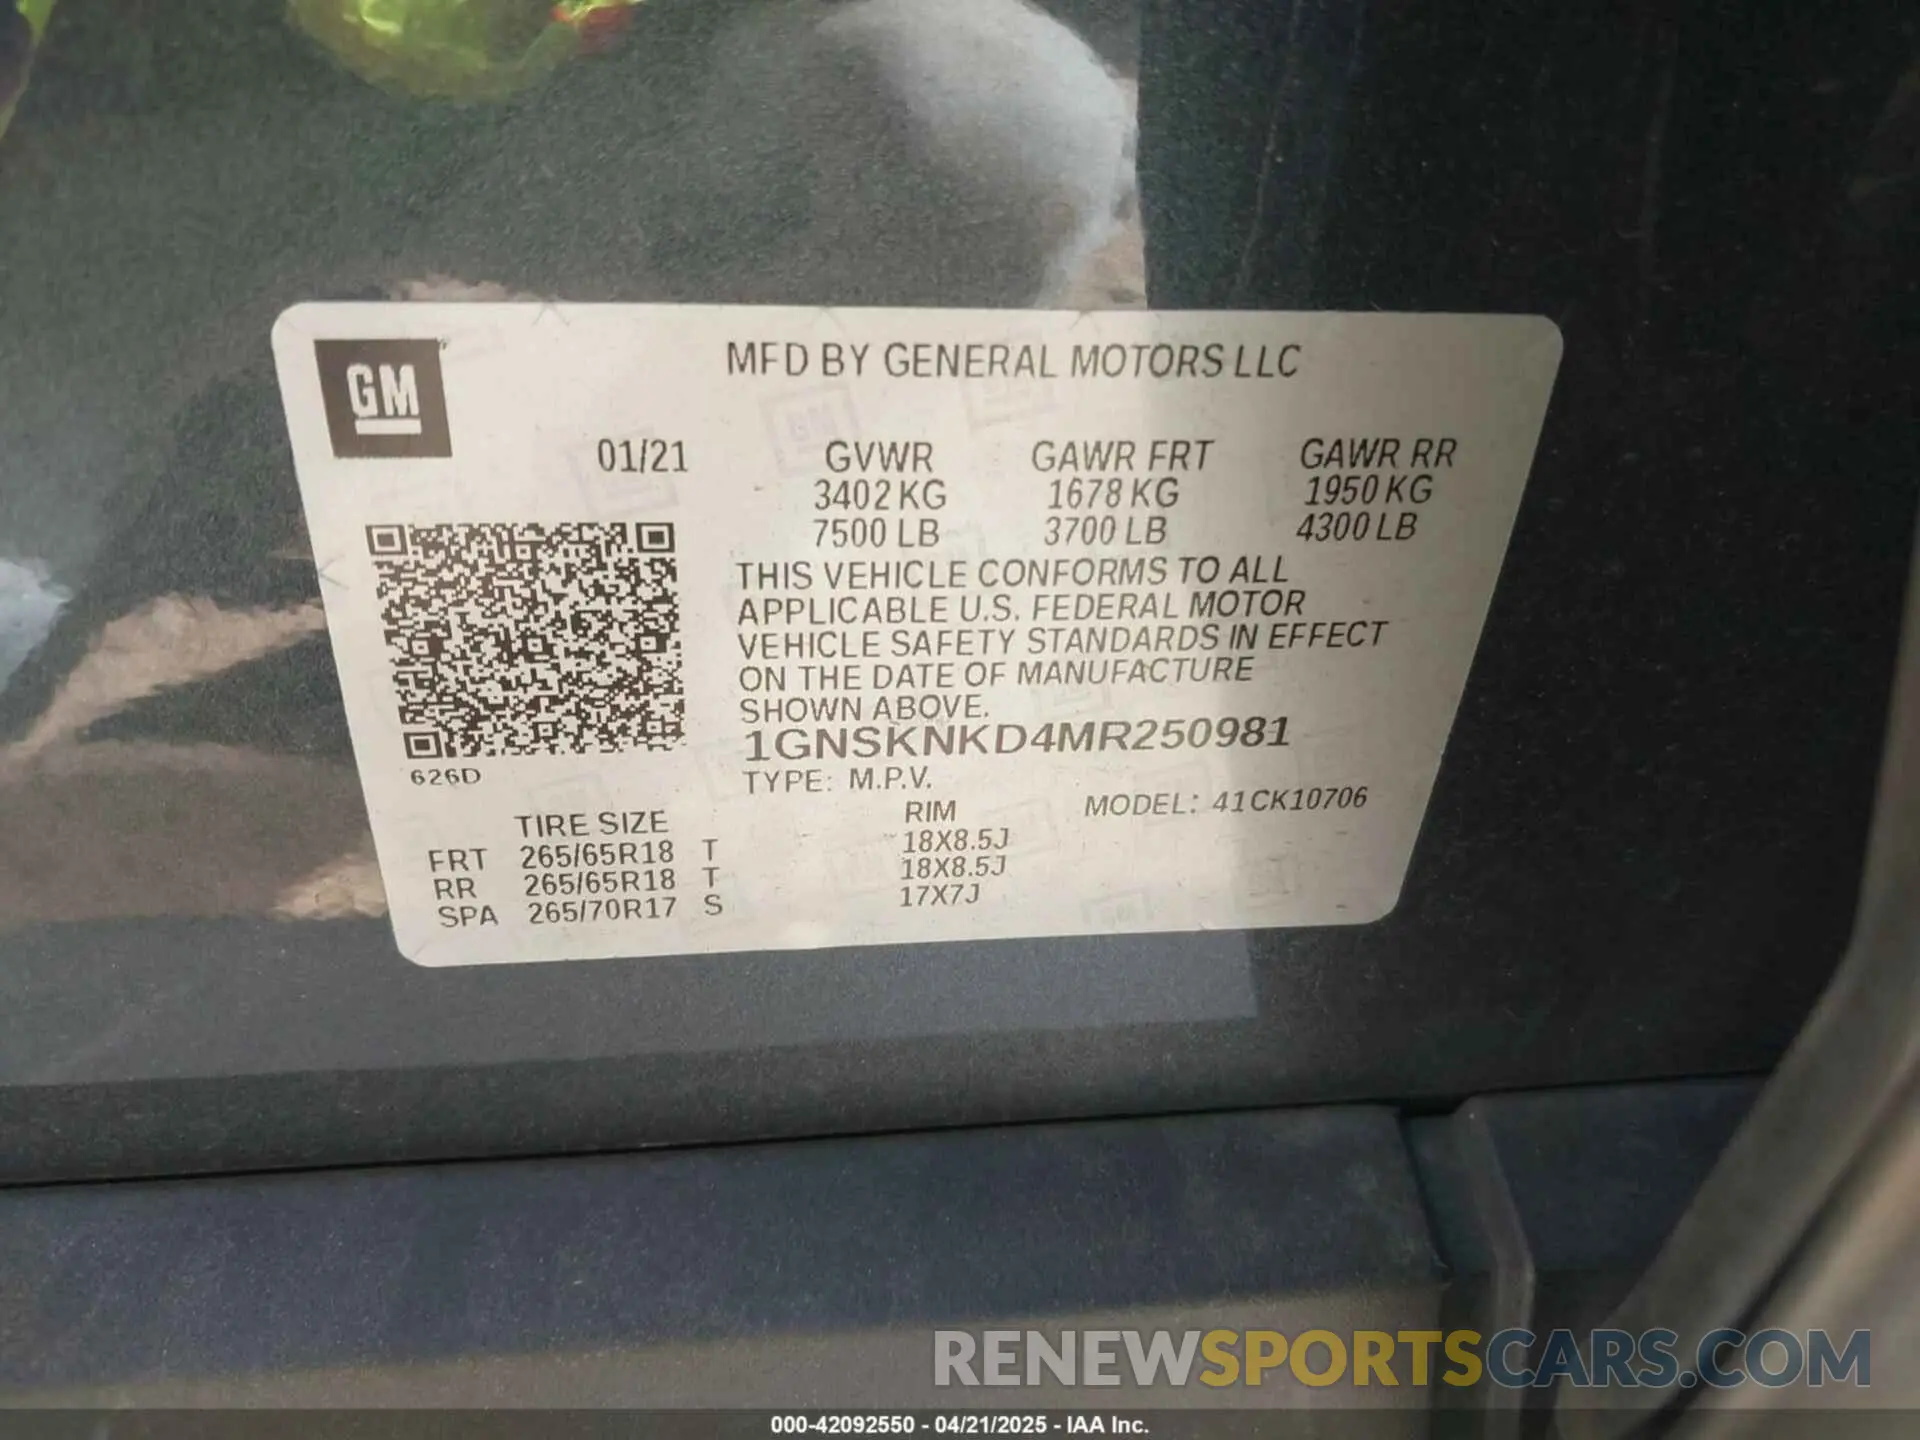 GM
MFD BY GENERAL MOTORS LLC
01/21 GVWR GAWR FRT GAWR RR
3402 KG 1678 KG 1950 KG
7500 LB 3700 LB 4300 LB
THIS VEHICLE CONFORMS TO ALL
APPLICABLE U.S. FEDERAL MOTOR
VEHICLE SAFETY STANDARDS IN EFFECT
ON THE DATE OF MANUFACTURE
SHOWN ABOVE.
1GNSKNKD4MR250981
626D
TYPE: M.P.V.
MODEL: 41CK10706
TIRE SIZE RIM
FRT 265/65R18 T 18X8.5J
RR 265/65R18 T 18X8.5J
SPA 265/70R17 S 17X7J
RENEWSPORTSCARS.COM
000-42092550 - 04/21/2025 - IAA Inc.